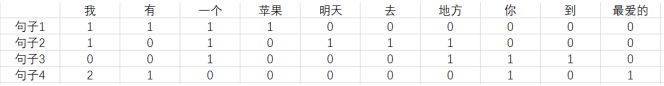 我 有 一个 苹果 明天 去 地方 你 到 最爱的
句子1 1 1 1 1 0 0 0 0 0 0
句子2 1 0 1 0 1 1 1 0 0 0
句子3 0 0 1 0 0 0 1 1 1 0
句子4 2 1 0 0 0 0 0 1 0 1